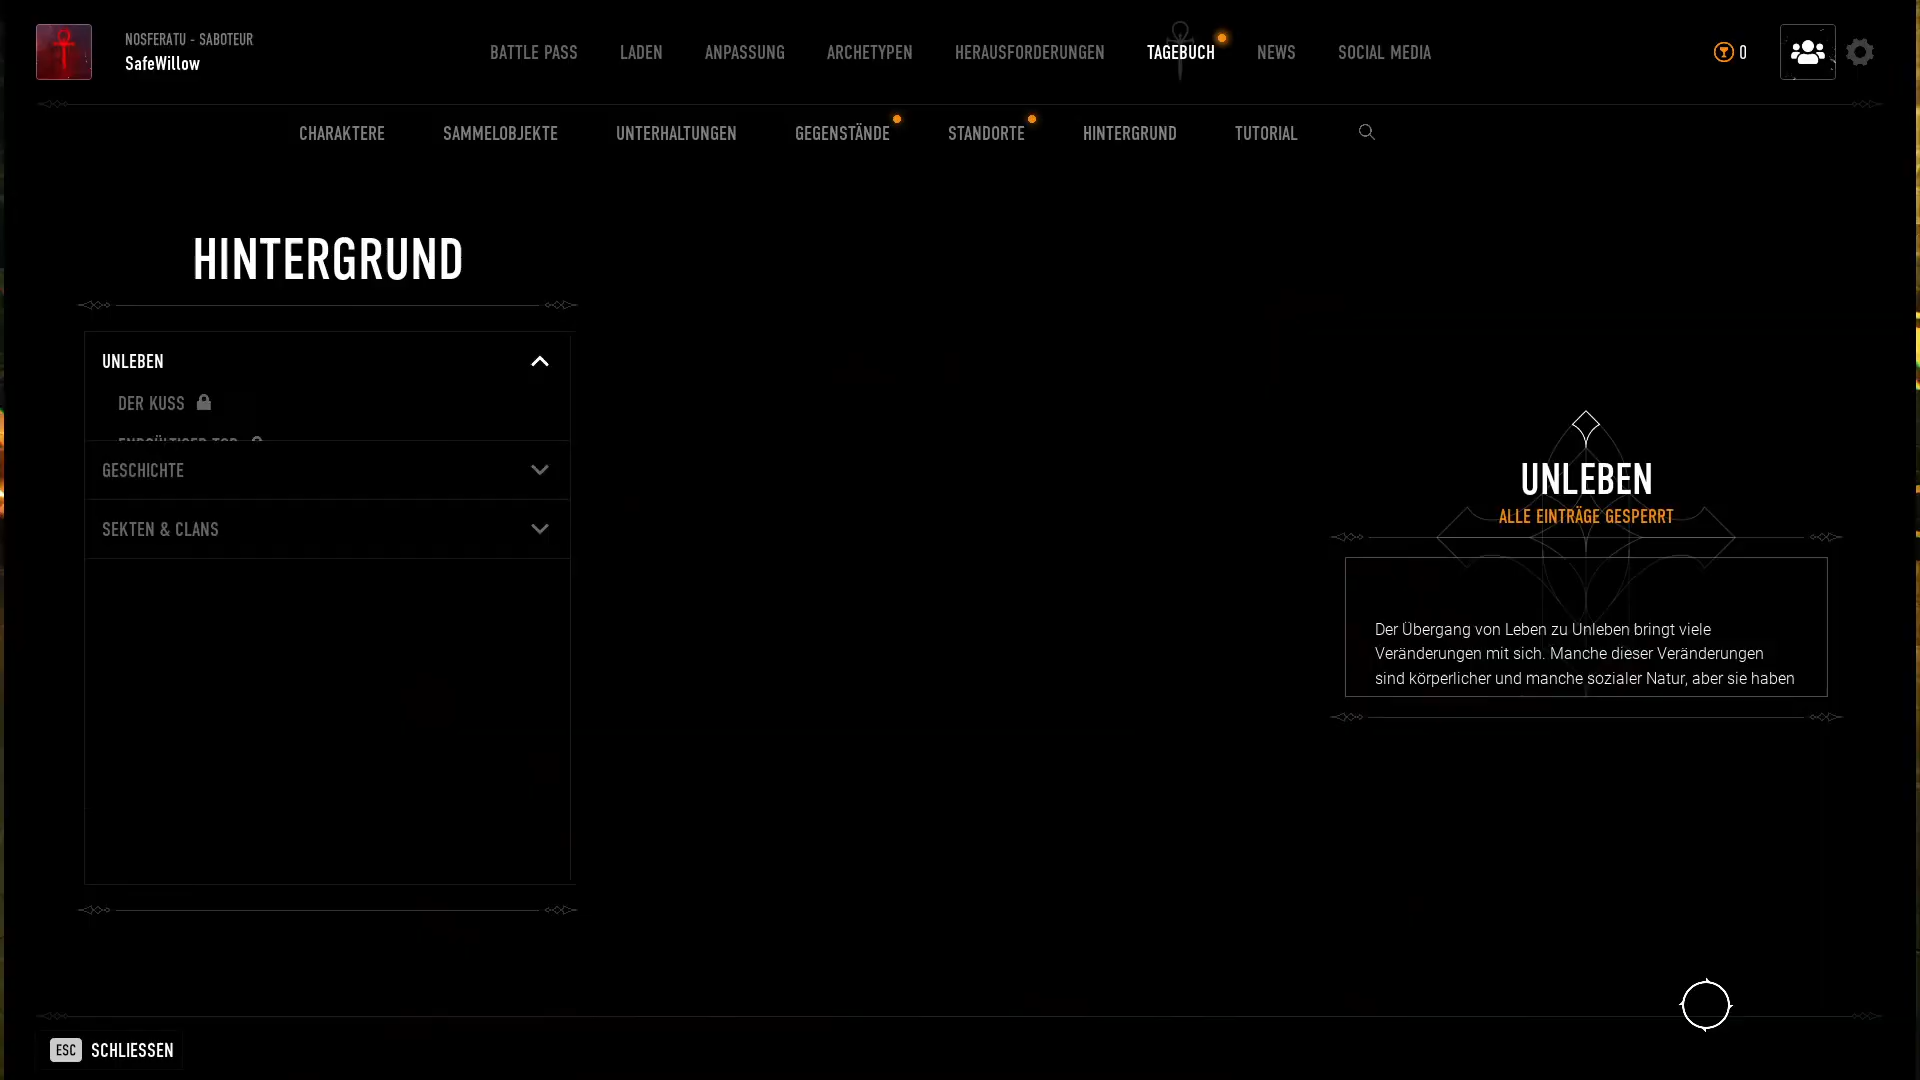 NOSFERATU - SABOTEUR
SafeWillow
BATTLE PASS
LADEN
ANPASSUNG
ARCHETYPEN
HERAUSFORDERUNGEN
TAGEBUCH
NEWS
SOCIAL MEDIA
0
CHARAKTERE
SAMMELOBJEKTE
UNTERHALTUNGEN
GEGENSTÄNDE
STANDORTE
HINTERGRUND
TUTORIAL
HINTERGRUND
UNLEBEN
DER KUSS
GESCHICHTE
SEKTEN & CLANS
UNLEBEN
ALLE EINTRÄGE GESPERRT
Der Übergang von Leben zu Unleben bringt viele
Veränderungen mit sich. Manche dieser Veränderungen
sind körperlicher und manche sozialer Natur, aber sie haben
ESC SCHLIESSEN